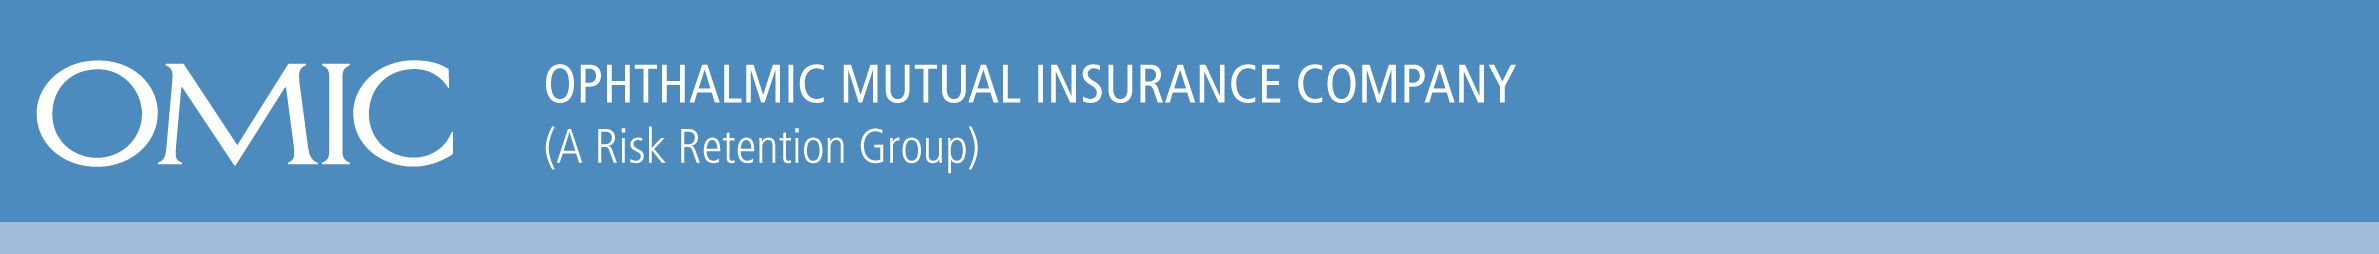 OMIC
OPHTHALMIC MUTUAL INSURANCE COMPANY
(A Risk Retention Group)